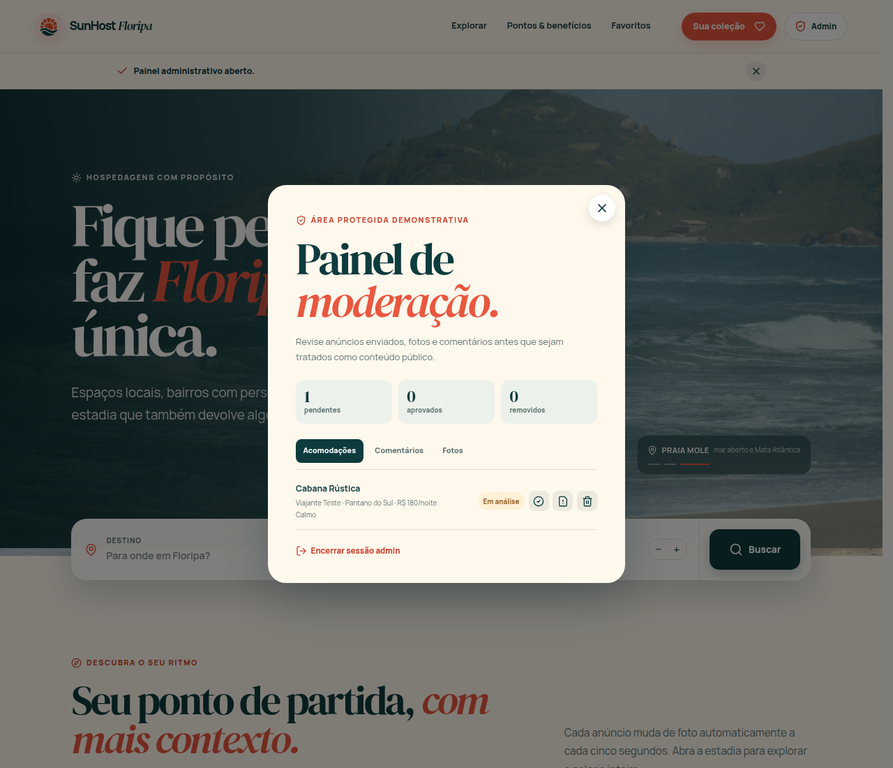 SunHost Floripa
Explorar
Pontos & benefícios
Favoritos
Sua coleção
Admin
Painel administrativo aberto.
HOSPEDAGENS COM PROPÓSITO
Fique pe
faz Florip
única.
Espaços locais, bairros com pers
estadia que também devolve algo
ÁREA PROTEGIDA DEMONSTRATIVA
Painel de
moderação.
Revise anúncios enviados, fotos e comentários antes que sejam
tratados como conteúdo público.
1
pendentes
0
aprovados
0
removidos
Acomodações
Comentários
Fotos
Cabana Rústica
Viajante Teste · Pantano do Sul · R$ 180/noite
Calmo
Em análise
Encerrar sessão admin
PRAIA MOLE mar aberto e Mata Atlântica
DESTINO
Para onde em Floripa?
− +
Buscar
DESCUBRA O SEU RITMO
Seu ponto de partida, com
mais contexto.
Cada anúncio muda de foto automaticamente a
cada cinco segundos. Abra a estadia para explorar